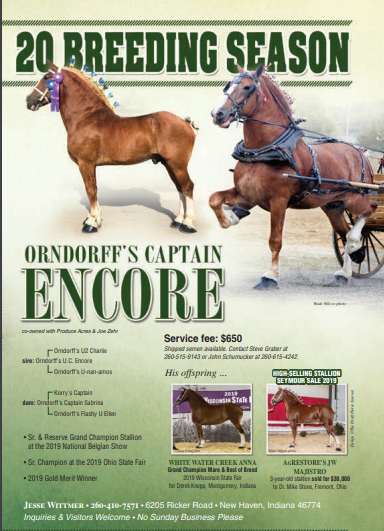 20 BREEDING SEASON
ORNDORFF'S CAPTAIN
ENCORE
co-owned with Produce Acres & Joe Zehr
Service fee: $650
Shipped semen available. Contact Steve Graber at
260-515-9143 or John Schumucker at 260-615-4242.
Orndorff's U2 Charlie
sire: Orndorff's U.C. Encore
Orndorff's U-nan-amos
Korry's Captain
dam: Orndorff's Captain Sabrina
Orndorff's Flashy U Ellen
• Sr. & Reserve Grand Champion Stallion
at the 2019 National Belgian Show
• Sr. Champion at the 2019 Ohio State Fair
• 2019 Gold Merit Winner
His offspring ...
2019
WISCONSIN STATE F
WHITE WATER CREEK ANNA
Grand Champion Mare & Best of Breed
2019 Wisconsin State Fair
for Derek Knepp, Montgomery, Indiana
HIGH-SELLING STALLION
SEYMOUR SALE 2019
AGRESTORE'S JW
MAJISTRO
3-year-old stallion sold for $30,000
to Dr. Mike Stone, Fremont, Ohio
JESSE WITTMER • 260-410-7571 • 6205 Ricker Road • New Haven, Indiana 46774
Inquiries & Visitors Welcome • No Sunday Business Please